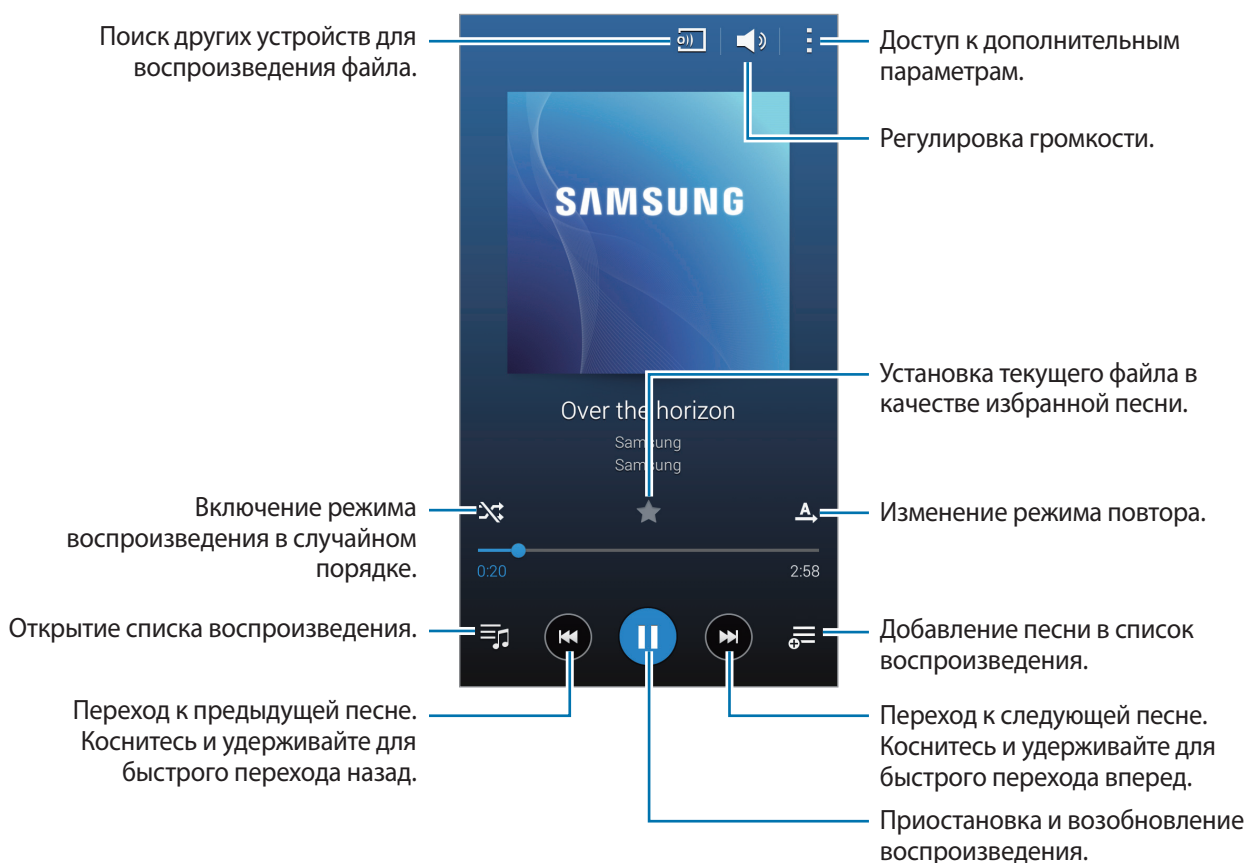 Поиск других устройств для
воспроизведения файла.
Доступ к дополнительным
параметрам.
Регулировка громкости.
SAMSUNG
Установка текущего файла в
качестве избранной песни.
Over the horizon
Samsung
Samsung
Включение режима
воспроизведения в случайном
порядке.
A
Изменение режима повтора.
0:20
2:58
Открытие списка воспроизведения.
Добавление песни в список
воспроизведения.
Переход к предыдущей песне.
Коснитесь и удерживайте для
быстрого перехода назад.
Переход к следующей песне.
Коснитесь и удерживайте для
быстрого перехода вперед.
Приостановка и возобновление
воспроизведения.